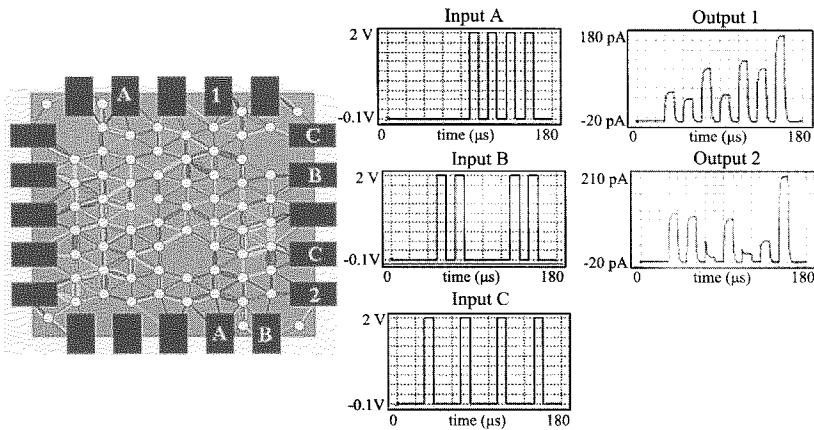 A
1
C
B
C
2
A
B
Input A
2 V
-0.1V
0
time (µs)
180
Input B
2 V
-0.1V
0
time (µs)
180
Input C
2 V
-0.1V
0
time (µs)
180
Output 1
180 pA
-20 pA
0
time (µs)
180
Output 2
210 pA
-20 pA
0
time (µs)
180